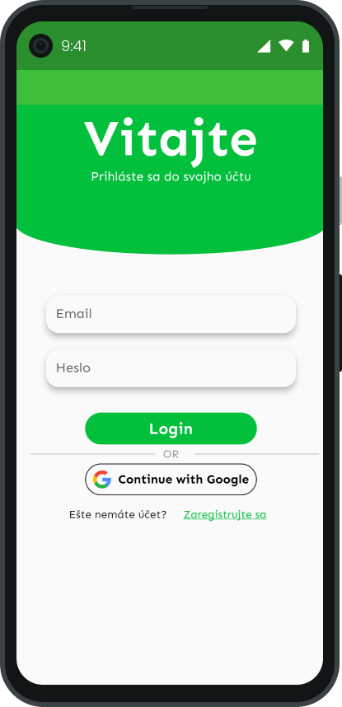 9:41
Vitajte
Prihláste sa do svojho účtu
Email
Heslo
Login
OR
Continue with Google
Ešte nemáte účet? Zaregistrujte sa